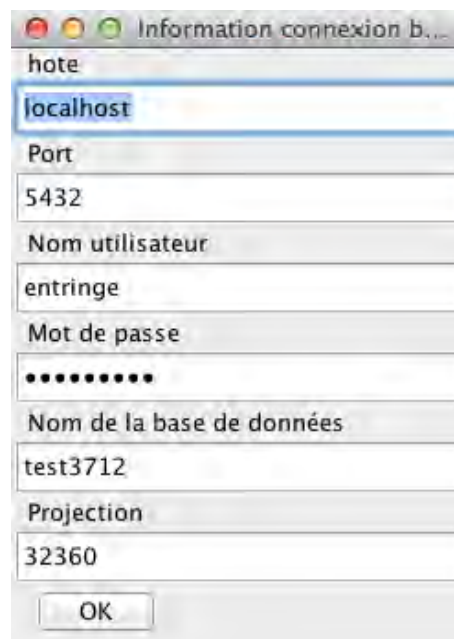 Information connexion b...
hote
localhost
Port
5432
Nom utilisateur
entringe
Mot de passe
•••••••••
Nom de la base de données
test3712
Projection
32360
OK